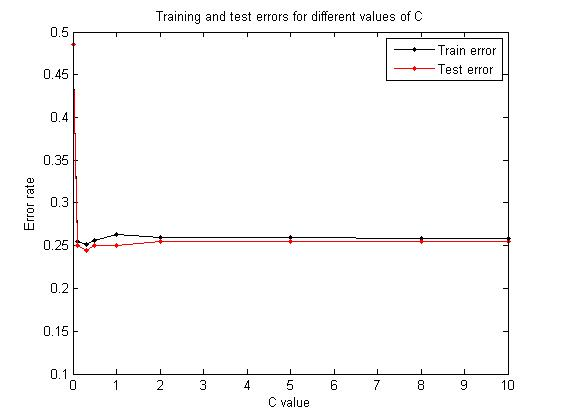 Training and test errors for different values of C
Train error
Test error
0.5
0.45
0.4
0.35
0.3
0.25
0.2
0.15
0.1
Error rate
0 1 2 3 4 5 6 7 8 9 10
C value